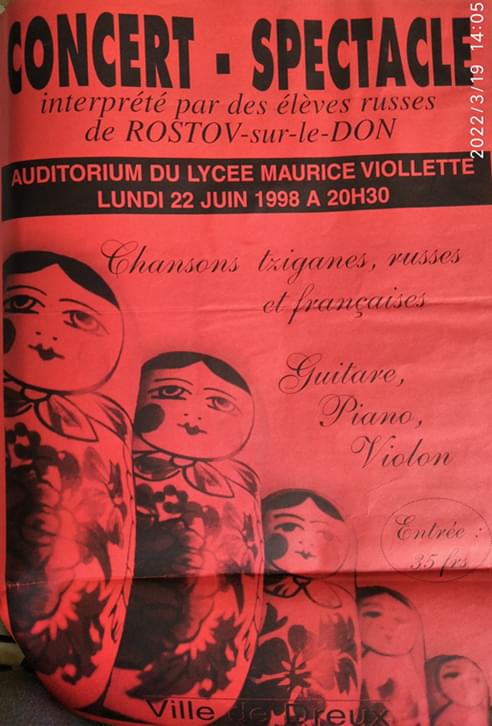 CONCERT - SPECTACLE
interprété par des élèves russes
de ROSTOV-sur-le-DON
AUDITORIUM DU LYCEE MAURICE VIOLLETTE
LUNDI 22 JUIN 1998 A 20H30
Chansons tziganes, russes
et françaises
Guitare,
Piano,
Violon
Entrée :
35 frs
Ville de Dreux
2022/3/19 14:05